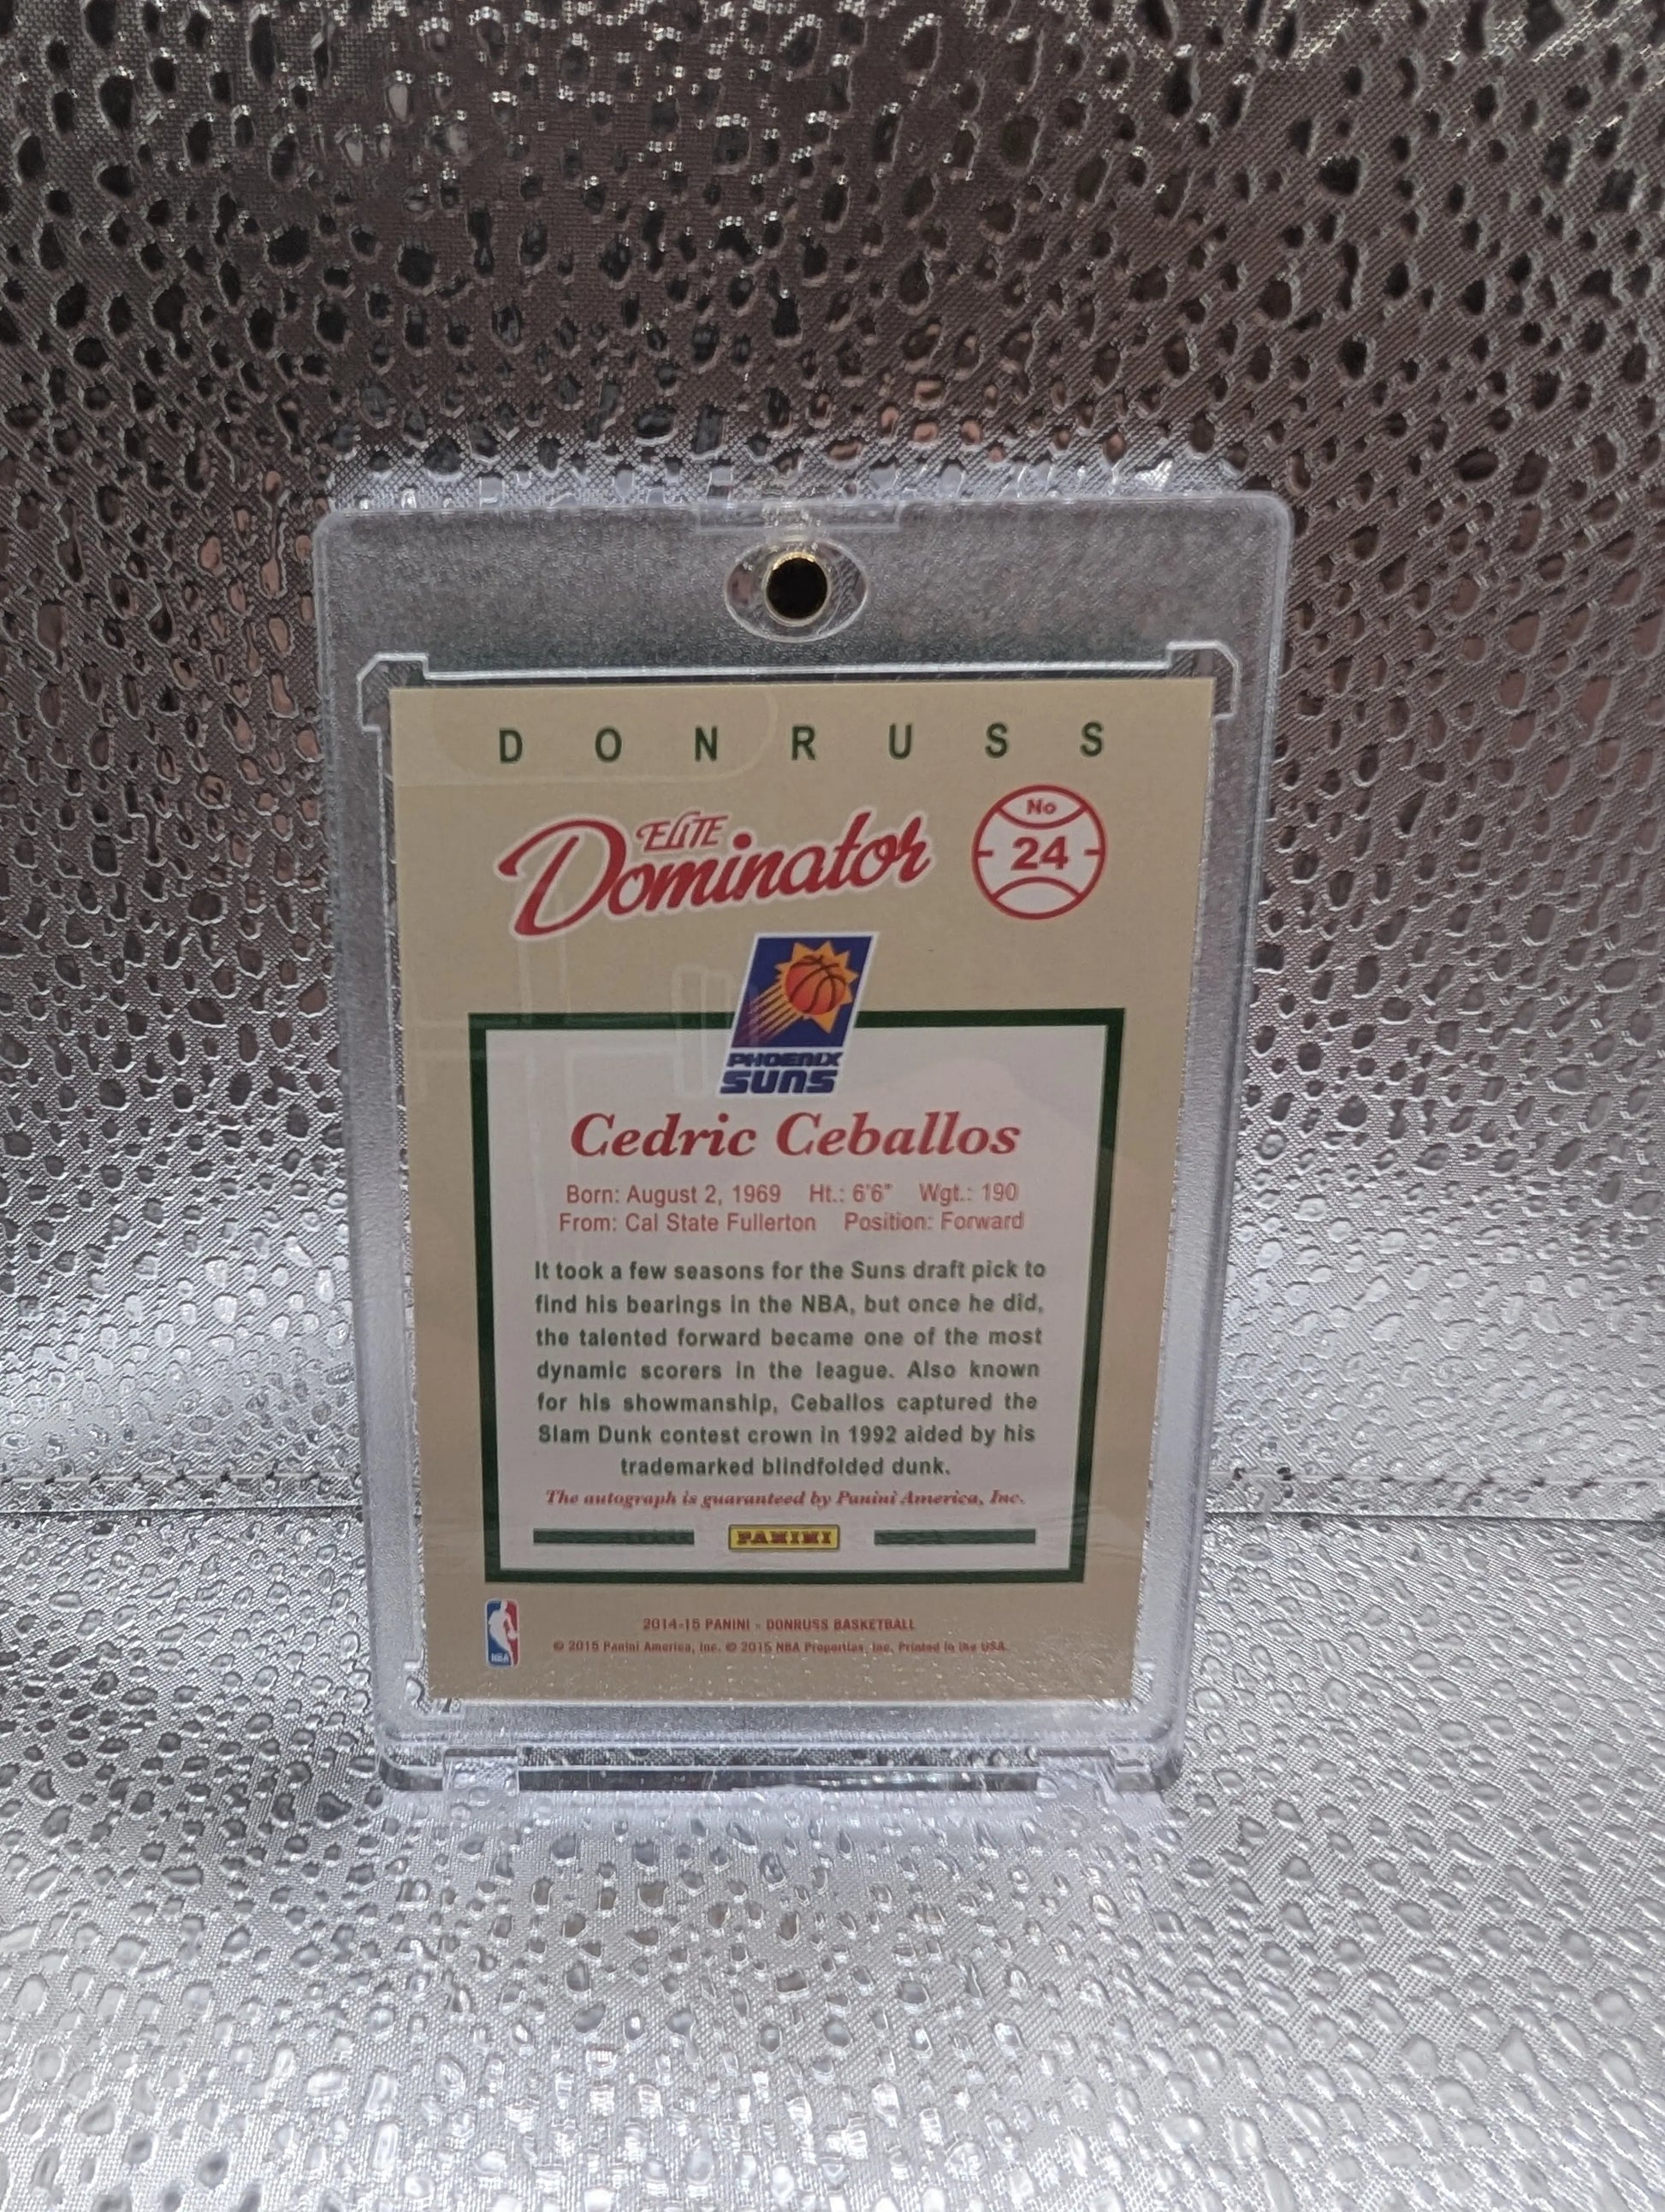 DONRUSS
ELITE
Dominator
No
24
PHOENIX
SUNS
Cedric Ceballos
Born: August 2, 1969 Ht.: 6'6" Wgt.: 190
From: Cal State Fullerton Position: Forward
It took a few seasons for the Suns draft pick to
find his bearings in the NBA, but once he did,
the talented forward became one of the most
dynamic scorers in the league. Also known
for his showmanship, Ceballos captured the
Slam Dunk contest crown in 1992 aided by his
trademarked blindfolded dunk.
The autograph is guaranteed by Panini America, Inc.
PANINI
NBA
2014-15 PANINI - DONRUSS BASKETBALL
© 2015 Panini America, Inc. © 2015 NBA Properties, Inc. Printed in the USA.